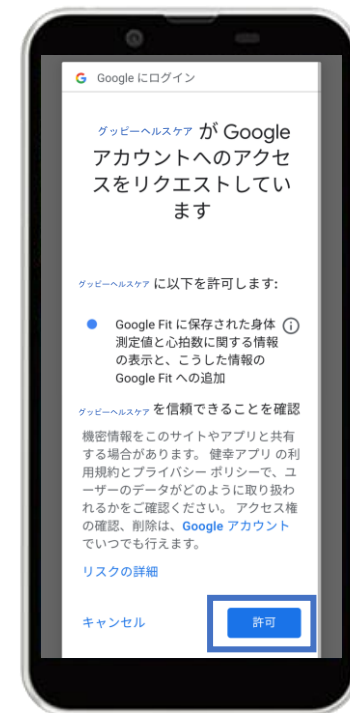 G Google にログイン
グッピーヘルスケア が Google
アカウントへのアクセ
スをリクエストしてい
ます
グッピーヘルスケア に以下を許可します:
Google Fit に保存された身体
測定値と心拍数に関する情報
の表示と、こうした情報の
Google Fit への追加
グッピーヘルスケア を信頼できることを確認
機密情報をこのサイトやアプリと共有
する場合があります。 健幸アプリ の利
用規約とプライバシー ポリシーで、ユ
ーザーのデータがどのように取り扱わ
れるかをご確認ください。 アクセス権
の確認、削除は、Google アカウント
でいつでも行えます。
リスクの詳細
キャンセル
許可